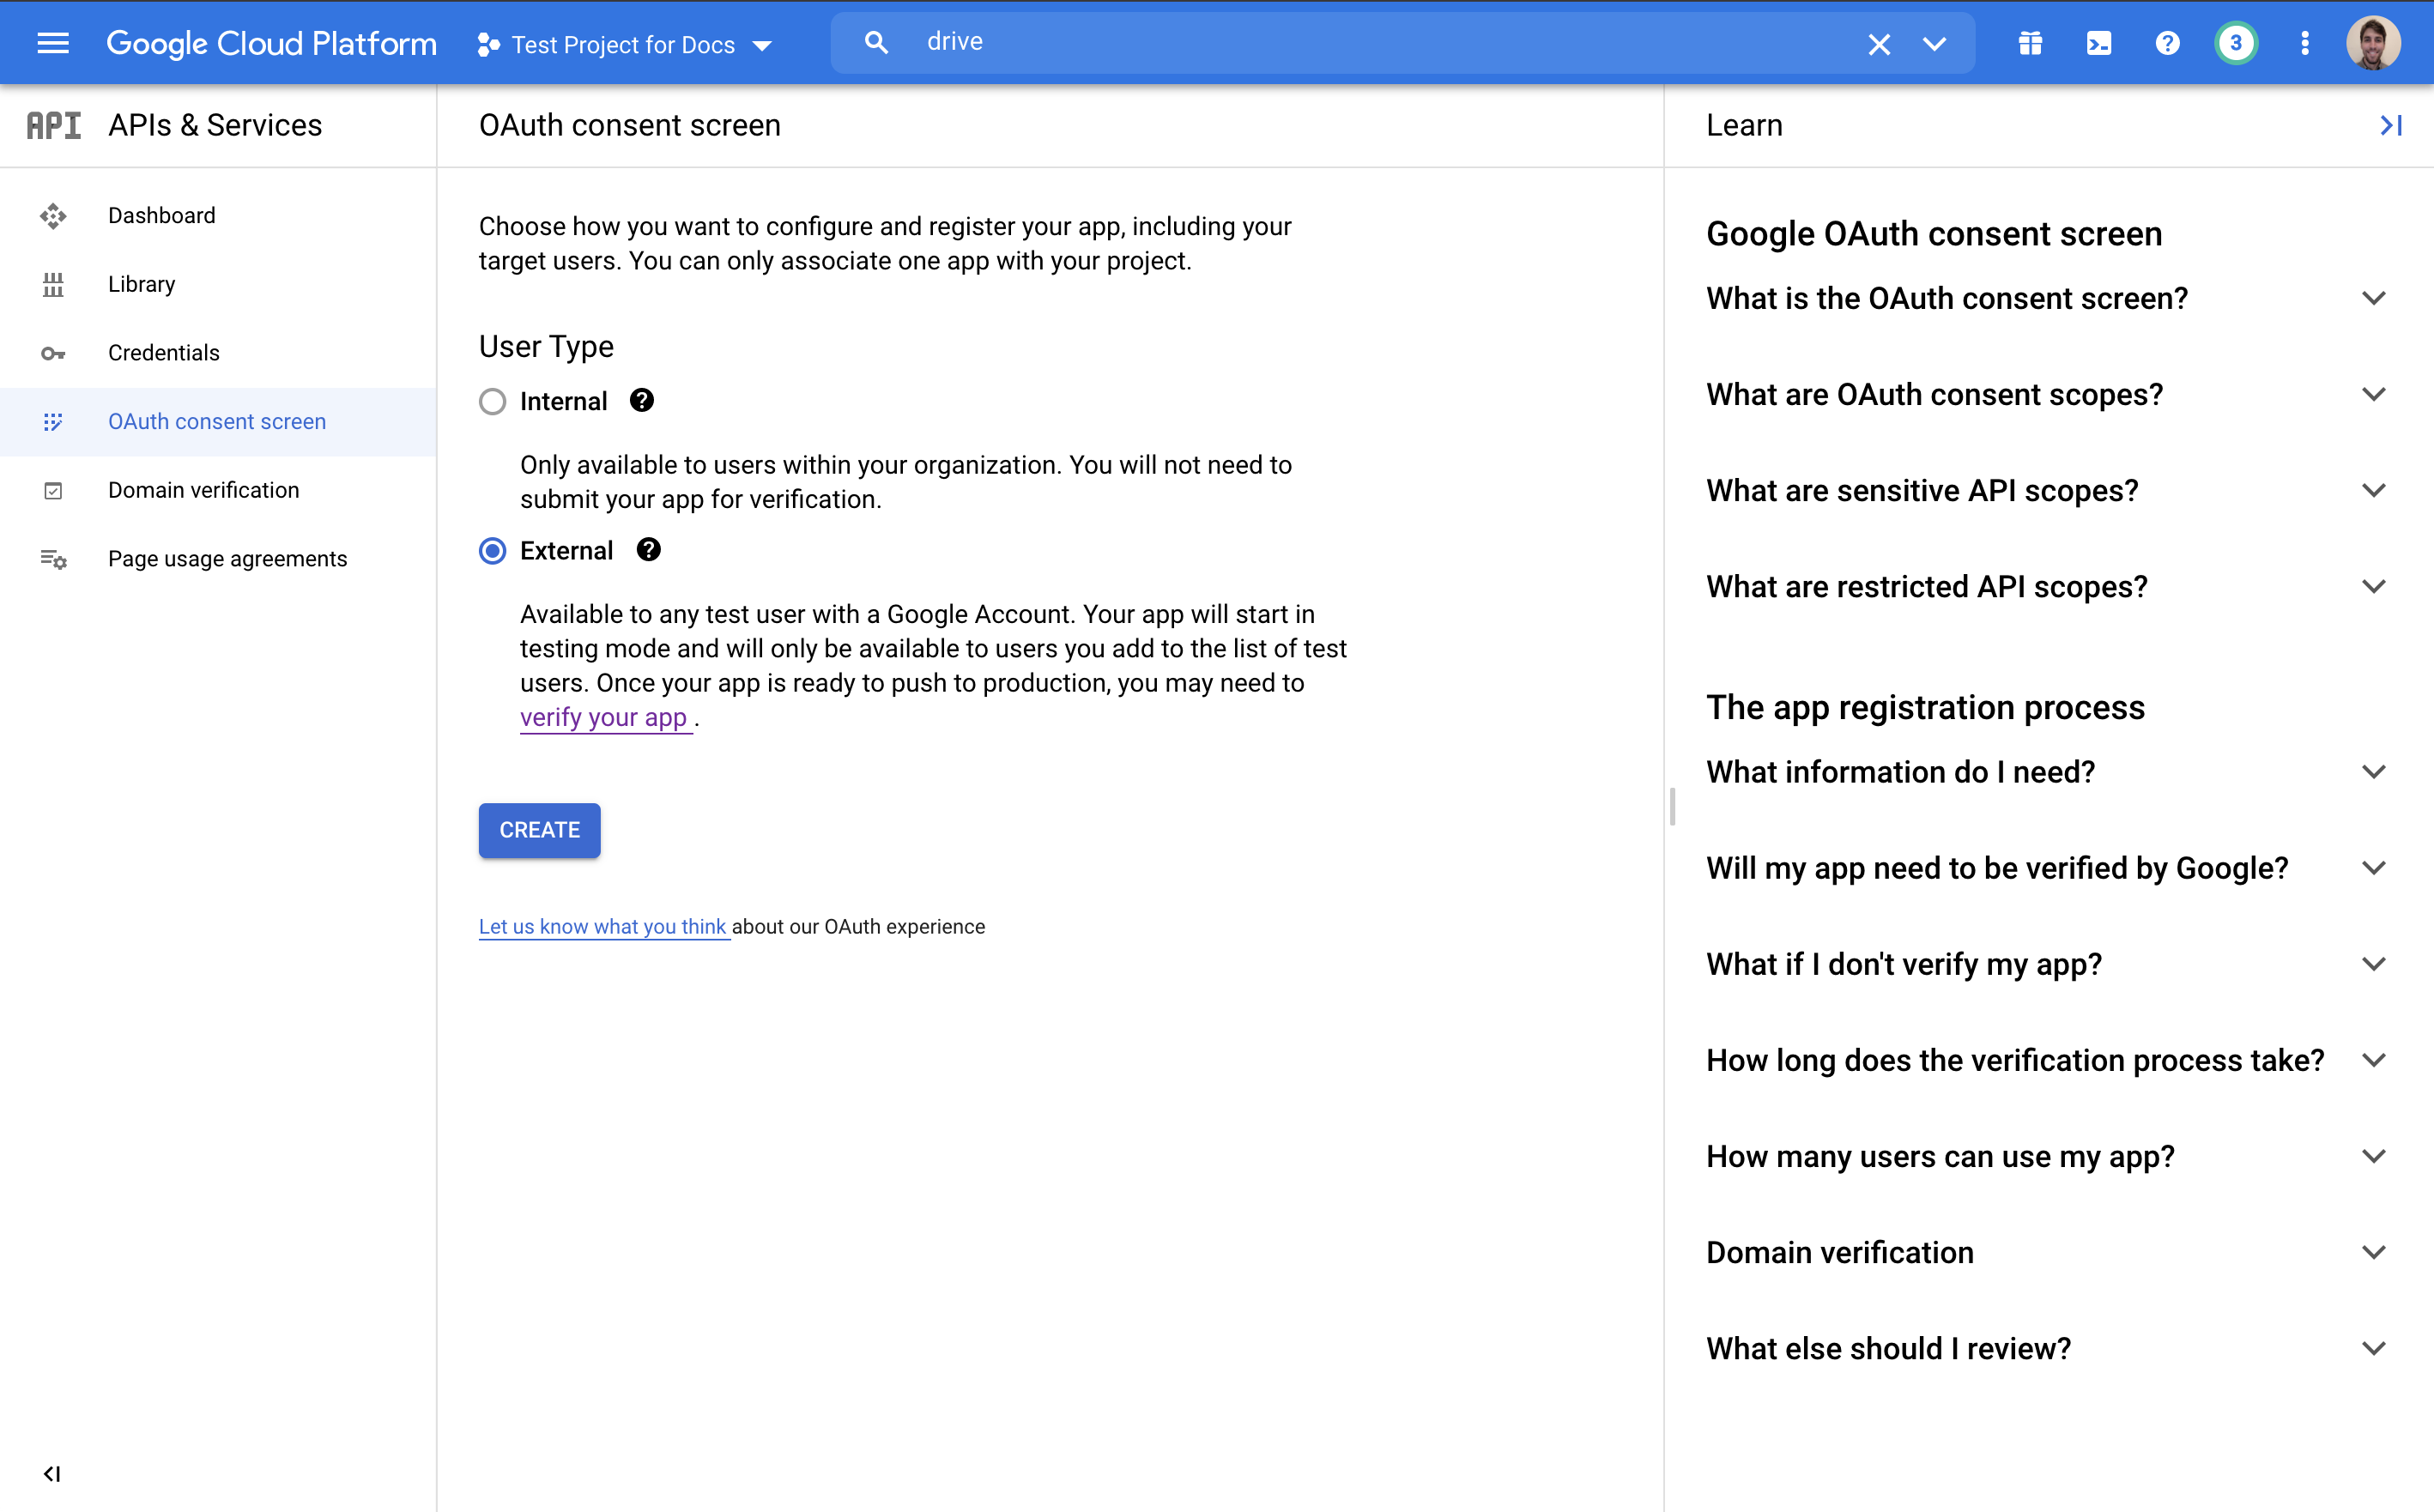 Google Cloud Platform
Test Project for Docs
drive
3
API
APIs & Services
Dashboard
Library
Credentials
OAuth consent screen
Domain verification
Page usage agreements
OAuth consent screen
Choose how you want to configure and register your app, including your
target users. You can only associate one app with your project.
User Type
Internal
Only available to users within your organization. You will not need to
submit your app for verification.
External
Available to any test user with a Google Account. Your app will start in
testing mode and will only be available to users you add to the list of test
users. Once your app is ready to push to production, you may need to
verify your app .
CREATE
Let us know what you think about our OAuth experience
Learn
Google OAuth consent screen
What is the OAuth consent screen?
What are OAuth consent scopes?
What are sensitive API scopes?
What are restricted API scopes?
The app registration process
What information do I need?
Will my app need to be verified by Google?
What if I don't verify my app?
How long does the verification process take?
How many users can use my app?
Domain verification
What else should I review?